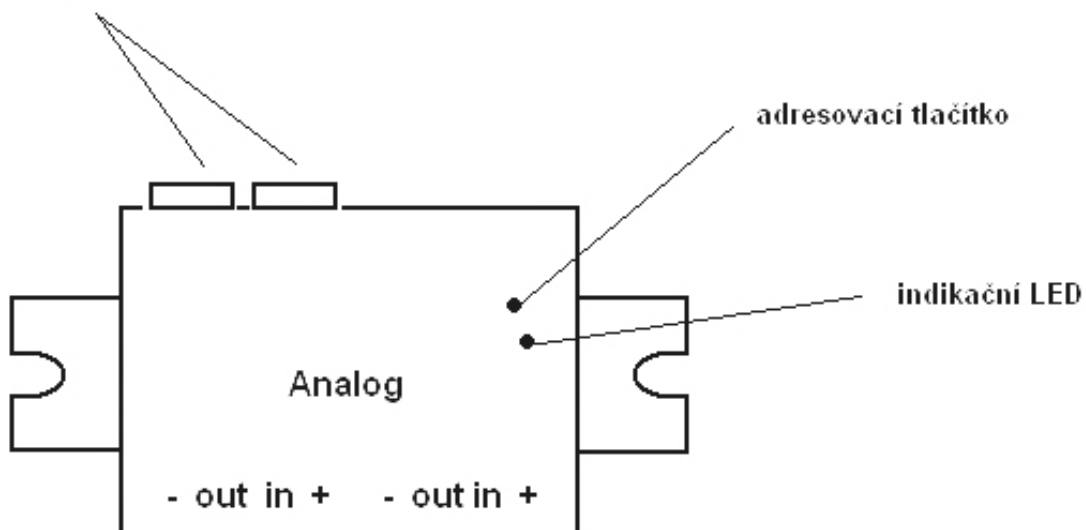 adresovací tlačítko
indikační LED
Analog
- out in + - out in +